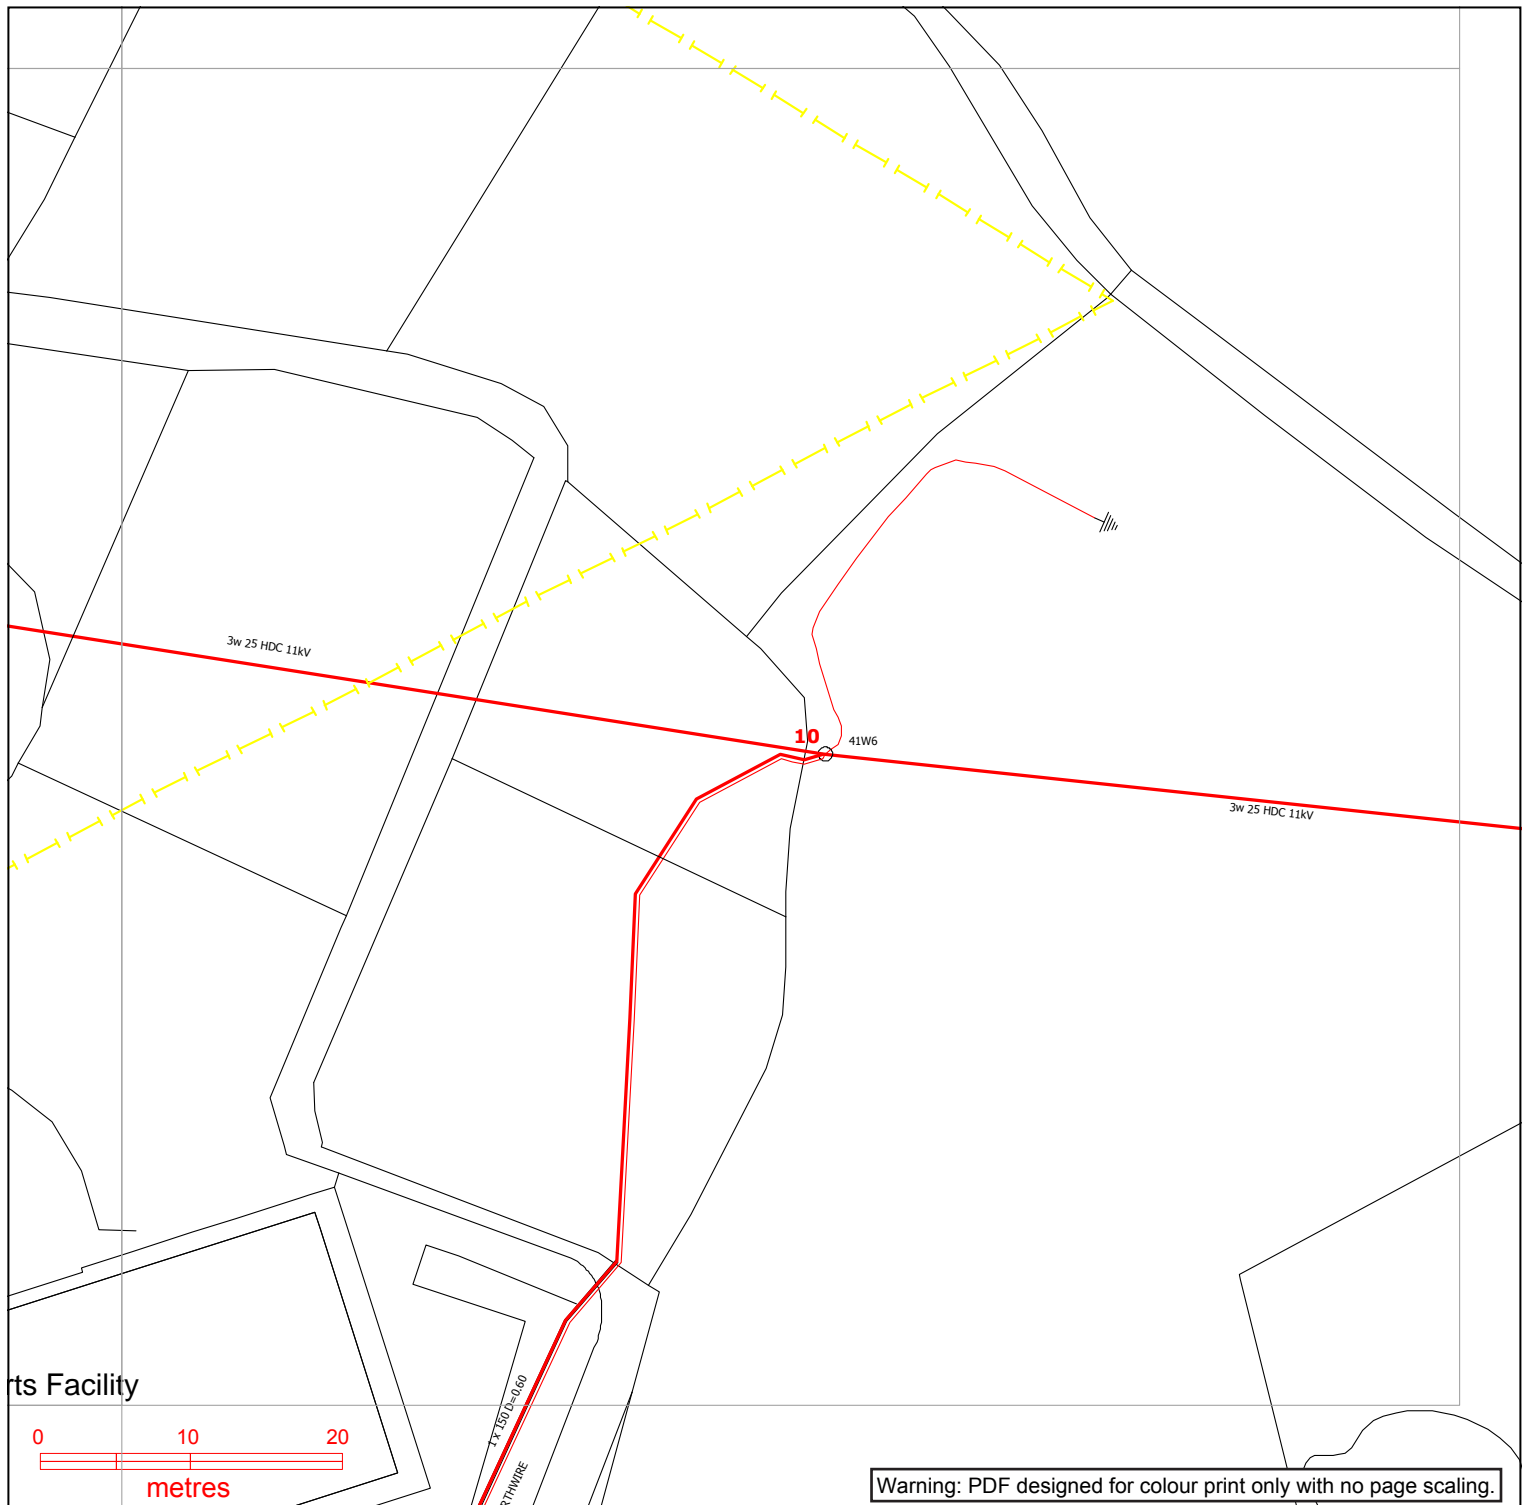 3w 25 HDC 11kV
10
41W6
3w 25 HDC 11kV
rts Facility
1 x 150 D=0.60
RTHWIRE
0 10 20
metres
Warning: PDF designed for colour print only with no page scaling.